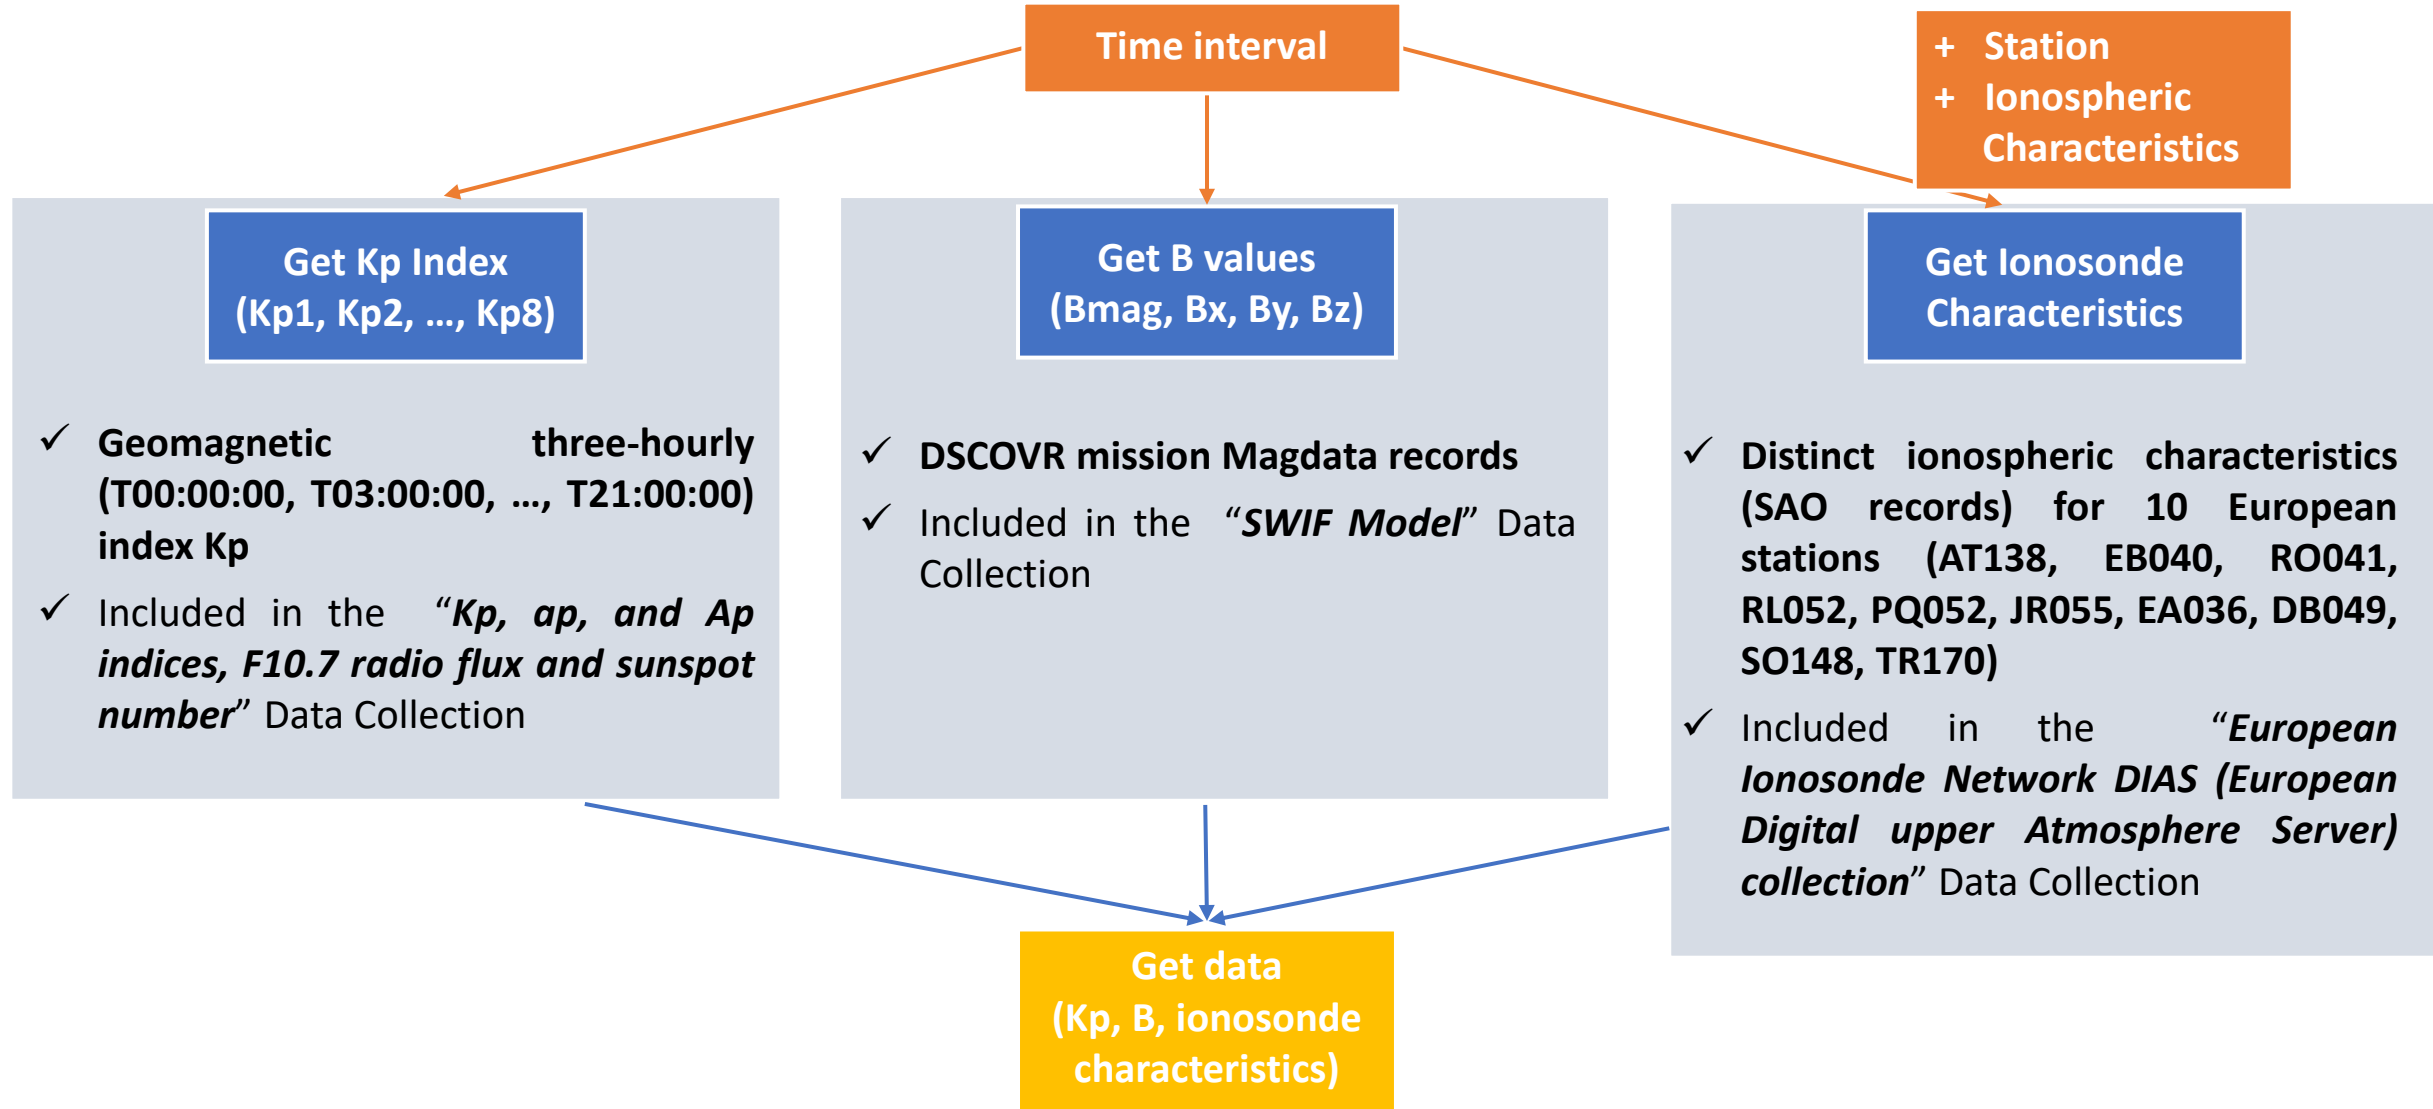 Time interval
+ Station
+ Ionospheric
Characteristics
Get Kp Index
(Kp1, Kp2, ..., Kp8)
✓ Geomagnetic three-hourly
(T00:00:00, T03:00:00, ..., T21:00:00)
index Kp
✓ Included in the “Kp, ap, and Ap
indices, F10.7 radio flux and sunspot
number” Data Collection
Get B values
(Bmag, Bx, By, Bz)
✓ DSCOVR mission Magdata records
✓ Included in the “SWIF Model” Data
Collection
Get Ionosonde
Characteristics
✓ Distinct ionospheric characteristics
(SAO records) for 10 European
stations (AT138, EB040, RO041,
RL052, PQ052, JR055, EA036, DB049,
SO148, TR170)
✓ Included in the “European
Ionosonde Network DIAS (European
Digital upper Atmosphere Server)
collection” Data Collection
Get data
(Kp, B, ionosonde
characteristics)